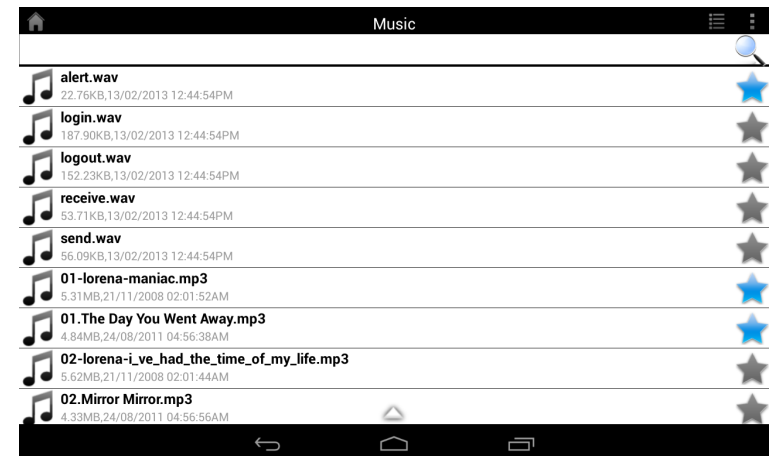 Music
alert.wav
22.76KB,13/02/2013 12:44:54PM
login.wav
187.90KB,13/02/2013 12:44:54PM
logout.wav
152.23KB,13/02/2013 12:44:54PM
receive.wav
53.71KB,13/02/2013 12:44:54PM
send.wav
56.09KB,13/02/2013 12:44:54PM
01-lorena-maniac.mp3
5.31MB,21/11/2008 02:01:52AM
01.The Day You Went Away.mp3
4.84MB,24/08/2011 04:56:38AM
02-lorena-i_ve_had_the_time_of_my_life.mp3
5.62MB,21/11/2008 02:01:44AM
02.Mirror Mirror.mp3
4.33MB,24/08/2011 04:56:56AM